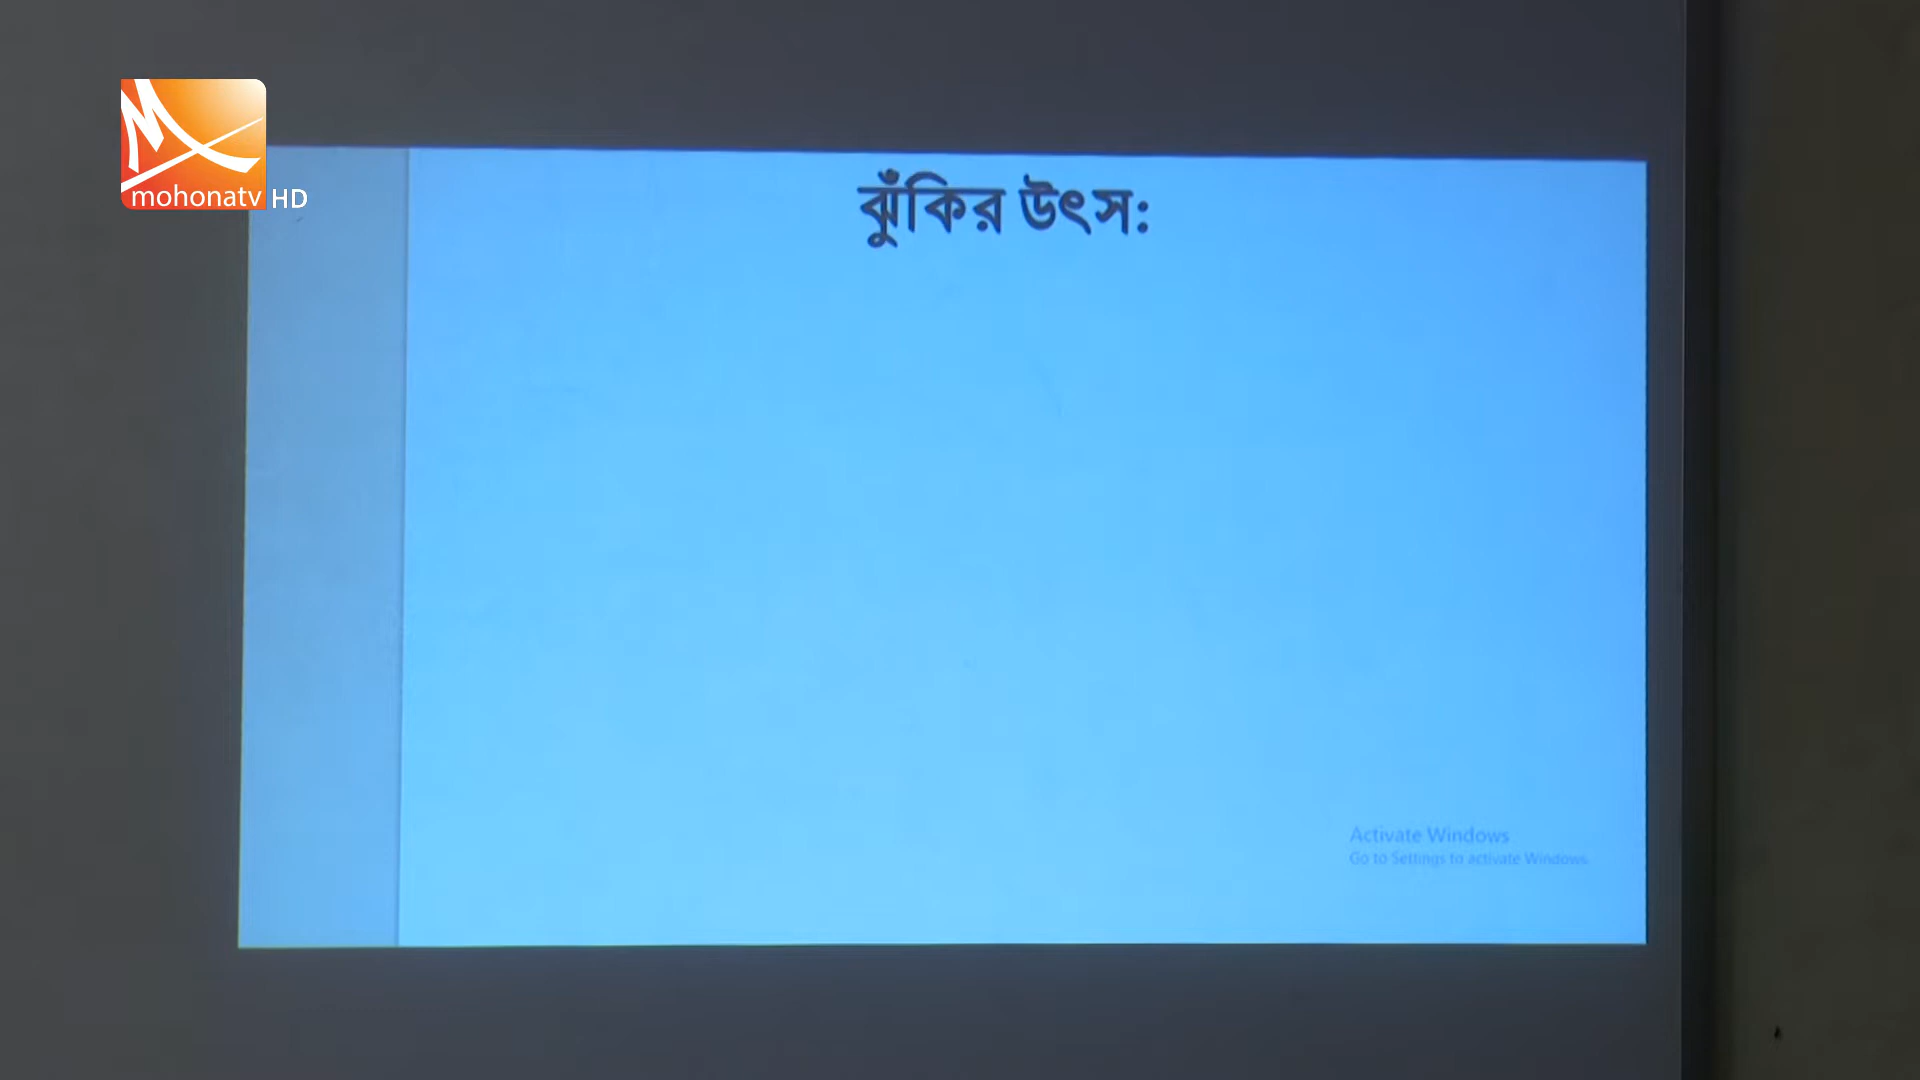 mohonatv HD
ঝুঁকির উৎস:
Activate Windows
Go to Settings to activate Windows.